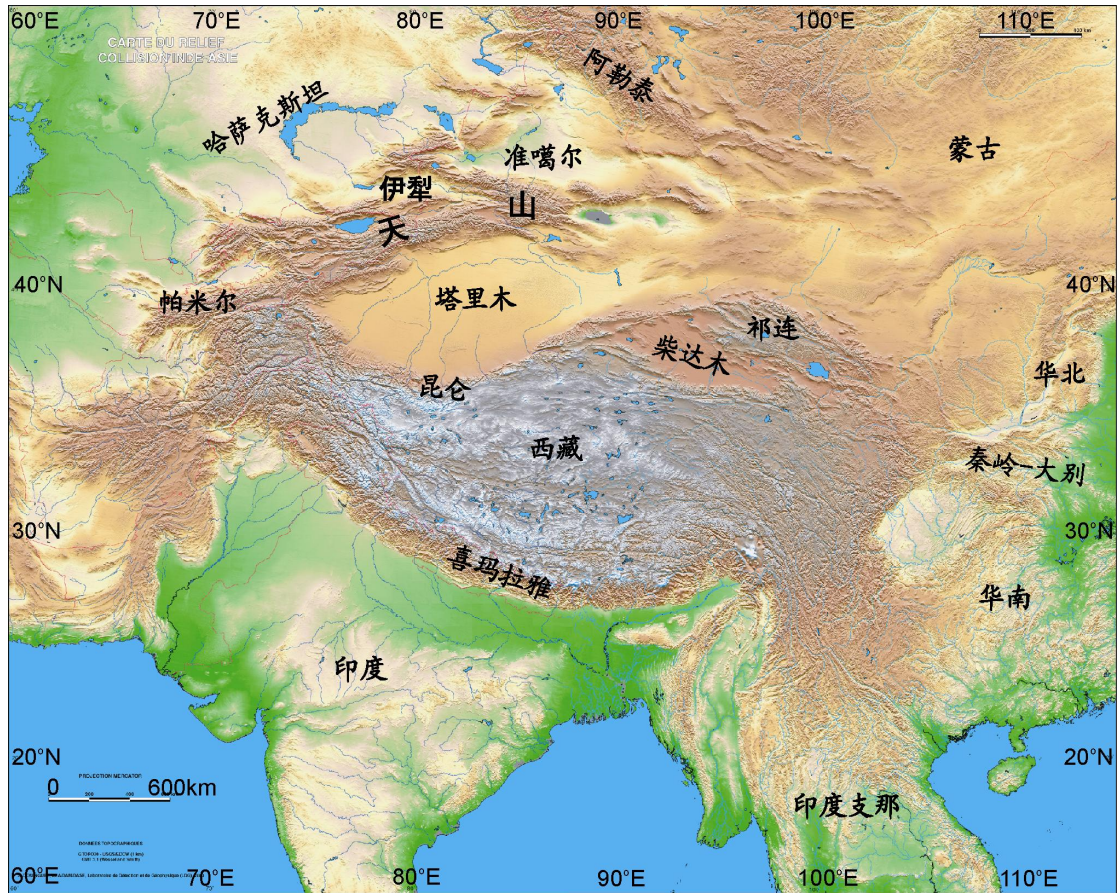 60°E
70°E
80°E
90°E
100°E
110°E
CARTE DU RELIEF
COLLISION INDE-ASIE
阿勒泰
哈萨克斯坦
准噶尔
蒙古
伊犁
天
山
40°N
40°N
帕米尔
塔里木
祁连
柴达木
华北
昆仑
西藏
秦岭-大别
30°N
30°N
喜玛拉雅
华南
印度
20°N
20°N
PROJECTION MERCATOR
0
600km
印度支那
DONNÉES TOPOGRAPHIQUES
60°E
70°E
80°E
90°E
100°E
110°E